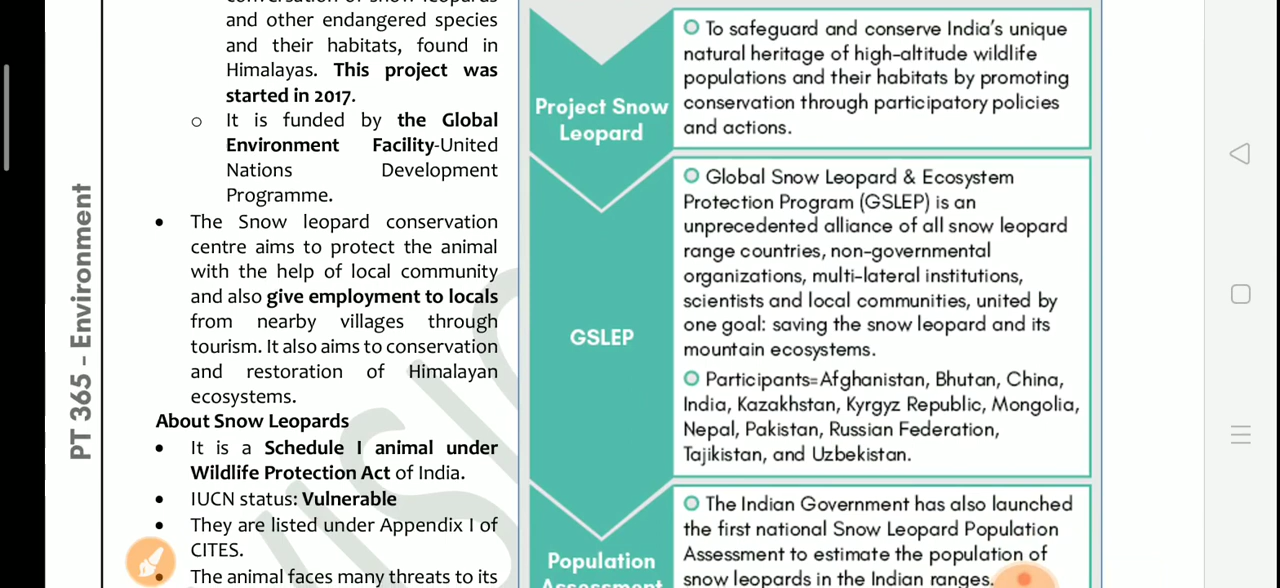 conversation of snow leopards
and other endangered species
and their habitats, found in
Himalayas. This project was
started in 2017.
o It is funded by the Global
Environment Facility-United
Nations Development
Programme.
• The Snow leopard conservation
centre aims to protect the animal
with the help of local community
and also give employment to locals
from nearby villages through
tourism. It also aims to conservation
and restoration of Himalayan
ecosystems.
About Snow Leopards
• It is a Schedule I animal under
Wildlife Protection Act of India.
• IUCN status: Vulnerable
• They are listed under Appendix I of
CITES.
• The animal faces many threats to its
Project Snow
Leopard
To safeguard and conserve India's unique
natural heritage of high-altitude wildlife
populations and their habitats by promoting
conservation through participatory policies
and actions.
GSLEP
Global Snow Leopard & Ecosystem
Protection Program (GSLEP) is an
unprecedented alliance of all snow leopard
range countries, non-governmental
organizations, multi-lateral institutions,
scientists and local communities, united by
one goal: saving the snow leopard and its
mountain ecosystems.
Participants=Afghanistan, Bhutan, China,
India, Kazakhstan, Kyrgyz Republic, Mongolia,
Nepal, Pakistan, Russian Federation,
Tajikistan, and Uzbekistan.
Population
Assessment
The Indian Government has also launched
the first national Snow Leopard Population
Assessment to estimate the population of
snow leopards in the Indian ranges.
PT 365 - Environment